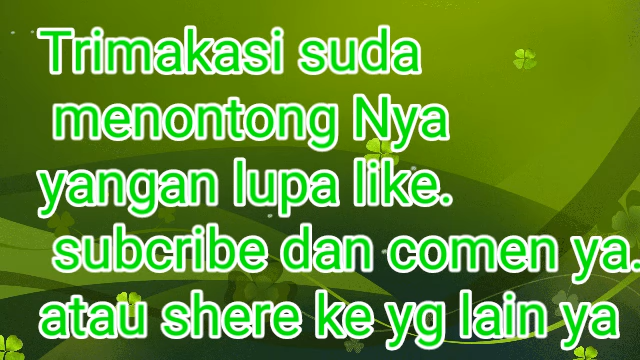 Trimakasi suda
menontong Nya
yangan lupa like.
subcribe dan comen ya.
atau shere ke yg lain ya